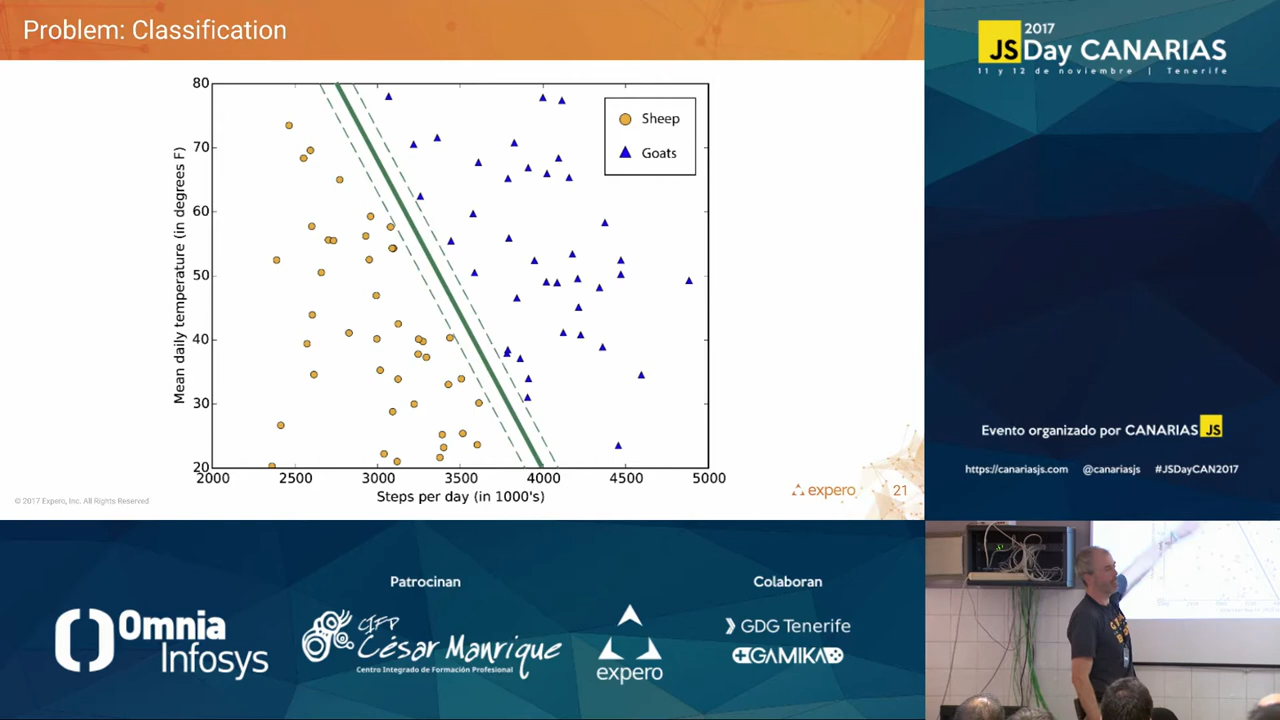 Problem: Classification
80
70
60
50
40
30
20
Mean daily temperature (in degrees F)
Sheep
Goats
2000 2500 3000 3500 4000 4500 5000
Steps per day (in 1000's)
© 2017 Expero, Inc. All Rights Reserved
expero
21
2017
JS Day CANARIAS
11 y 12 de noviembre | Tenerife
Evento organizado por CANARIAS JS
https://canariasjs.com @canariasjs #JSDayCAN2017
Patrocinan
Omnia
Infosys
CIFP
César Manrique
Centro Integrado de Formación Profesional
expero
Colaboran
GDG Tenerife
GAMIKA